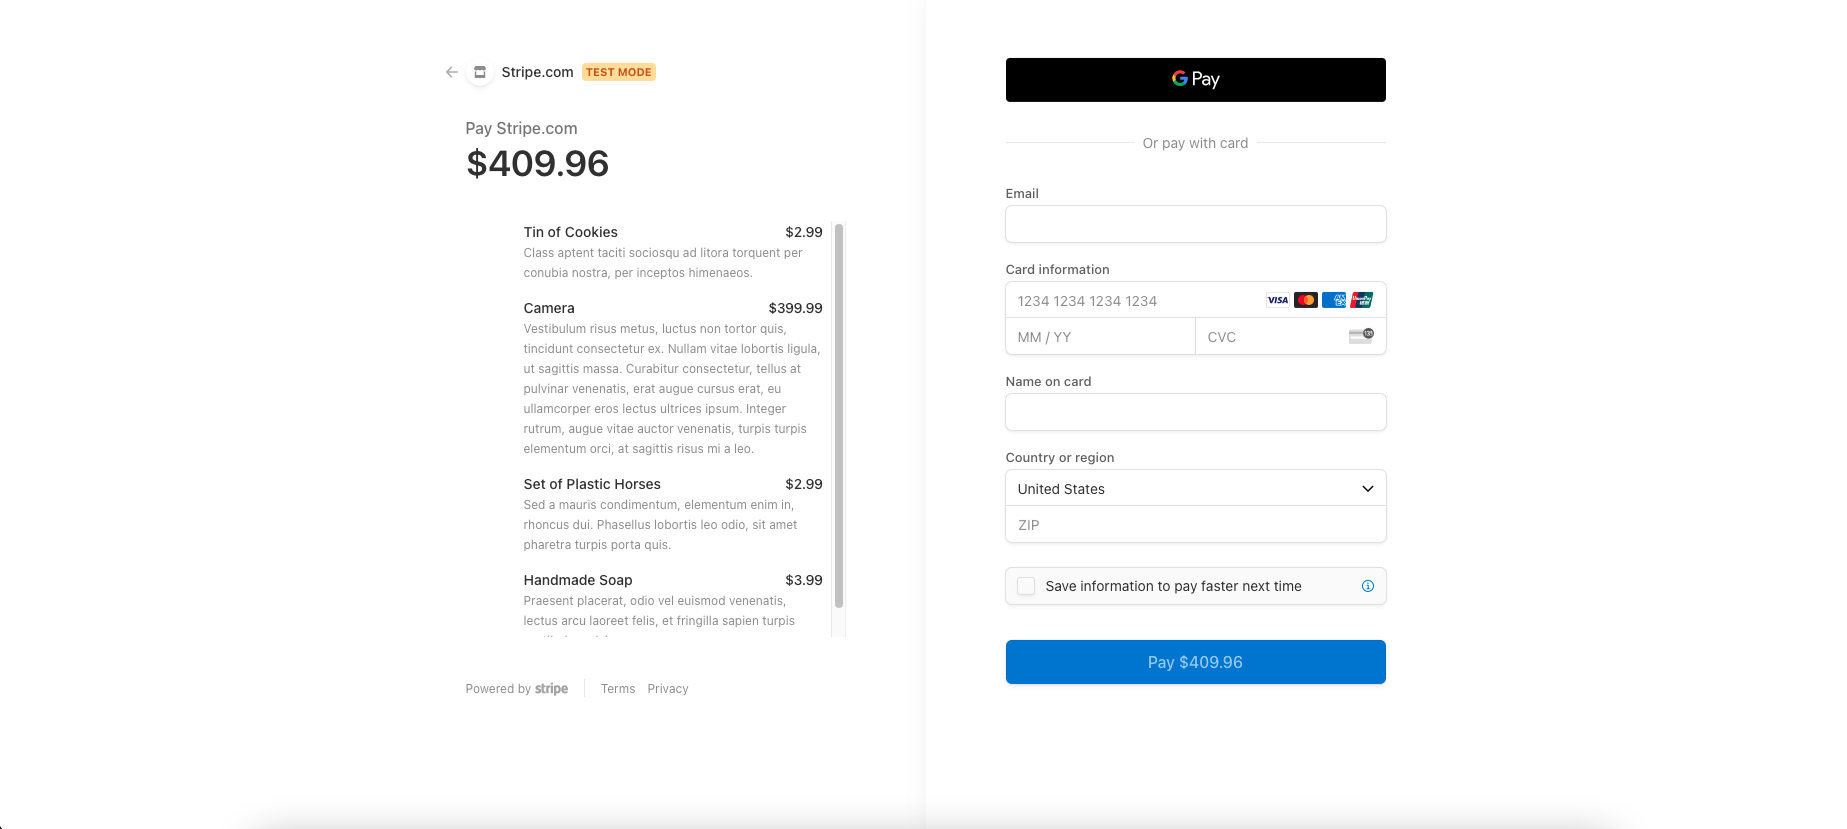 Stripe.com TEST MODE
Pay Stripe.com
$409.96
Tin of Cookies $2.99
Class aptent taciti sociosqu ad litora torquent per
conubia nostra, per inceptos himenaeos.
Camera $399.99
Vestibulum risus metus, luctus non tortor quis,
tincidunt consectetur ex. Nullam vitae lobortis ligula,
ut sagittis massa. Curabitur consectetur, tellus at
pulvinar venenatis, erat augue cursus erat, eu
ullamcorper eros lectus ultrices ipsum. Integer
rutrum, augue vitae auctor venenatis, turpis turpis
elementum orci, at sagittis risus mi a leo.
Set of Plastic Horses $2.99
Sed a mauris condimentum, elementum enim in,
rhoncus dui. Phasellus lobortis leo odio, sit amet
pharetra turpis porta quis.
Handmade Soap $3.99
Praesent placerat, odio vel euismod venenatis,
lectus arcu laoreet felis, et fringilla sapien turpis
Powered by stripe Terms Privacy
G Pay
Or pay with card
Email
Card information
1234 1234 1234 1234 VISA AMEX UnionPay
MM / YY CVC 135
Name on card
Country or region
United States
ZIP
Save information to pay faster next time
Pay $409.96